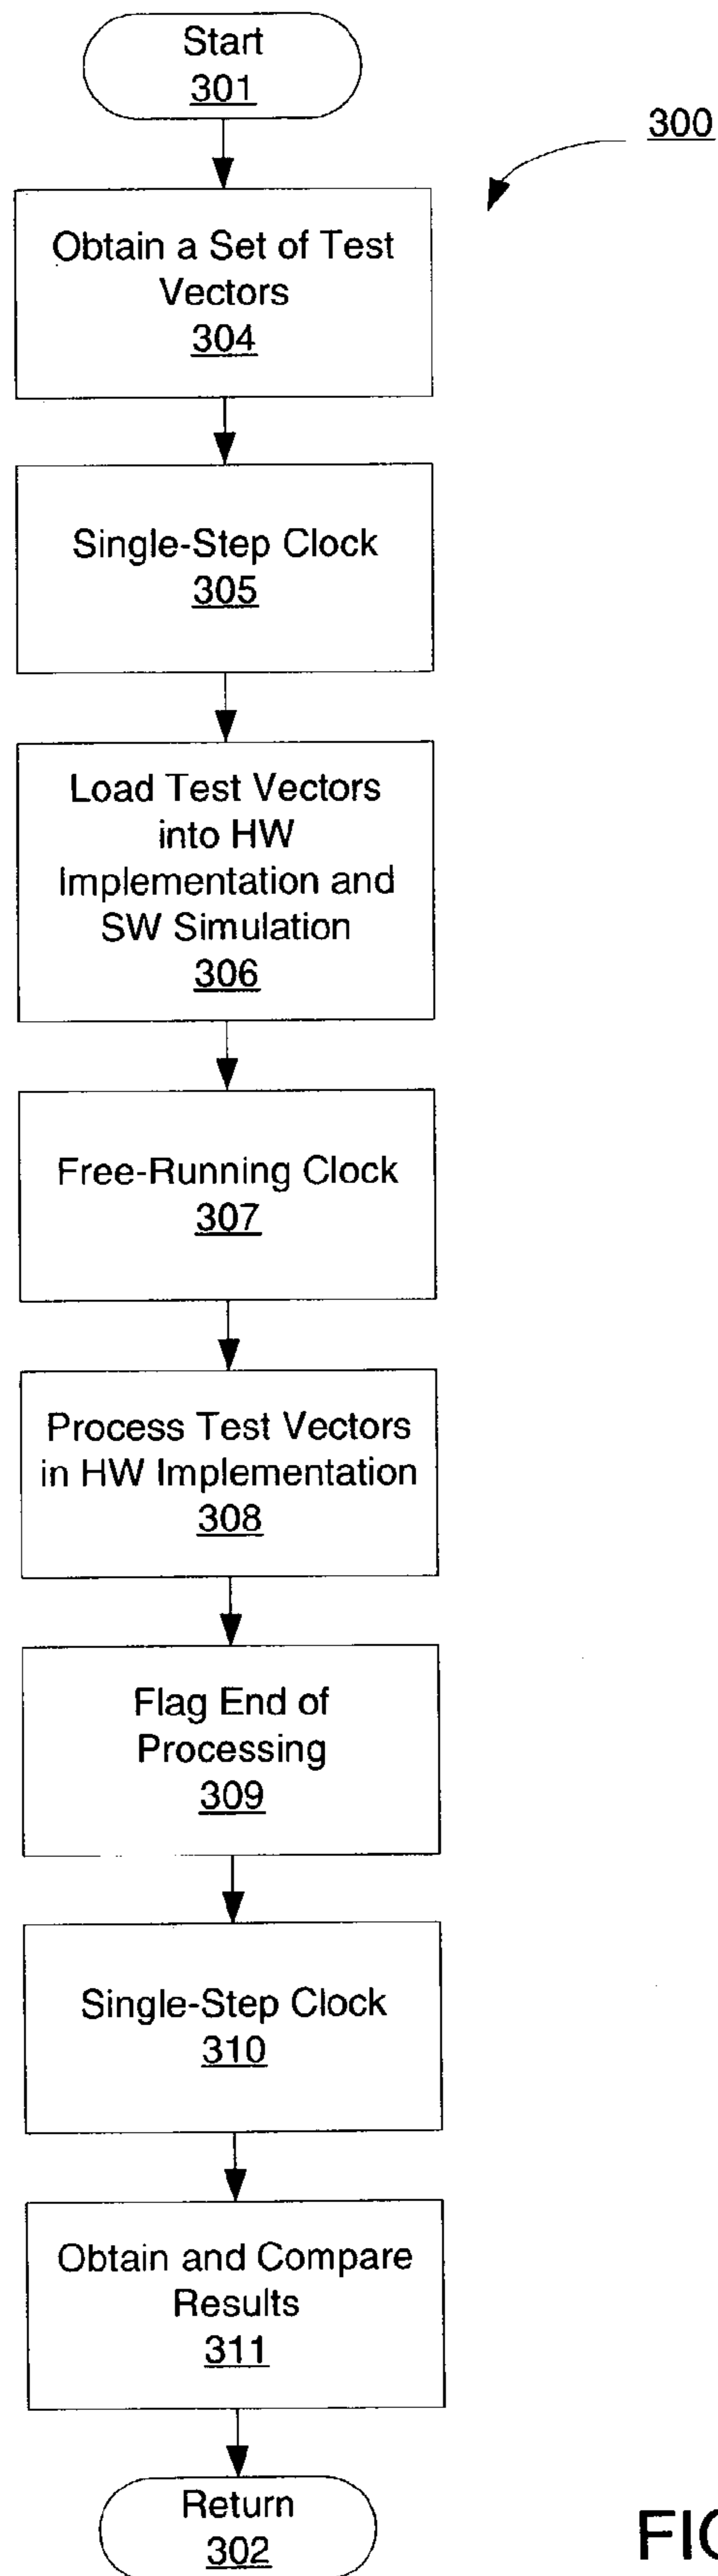 Start
301
300
Obtain a Set of Test
Vectors
304
Single-Step Clock
305
Load Test Vectors
into HW
Implementation and
SW Simulation
306
Free-Running Clock
307
Process Test Vectors
in HW Implementation
308
Flag End of
Processing
309
Single-Step Clock
310
Obtain and Compare
Results
311
Return
302